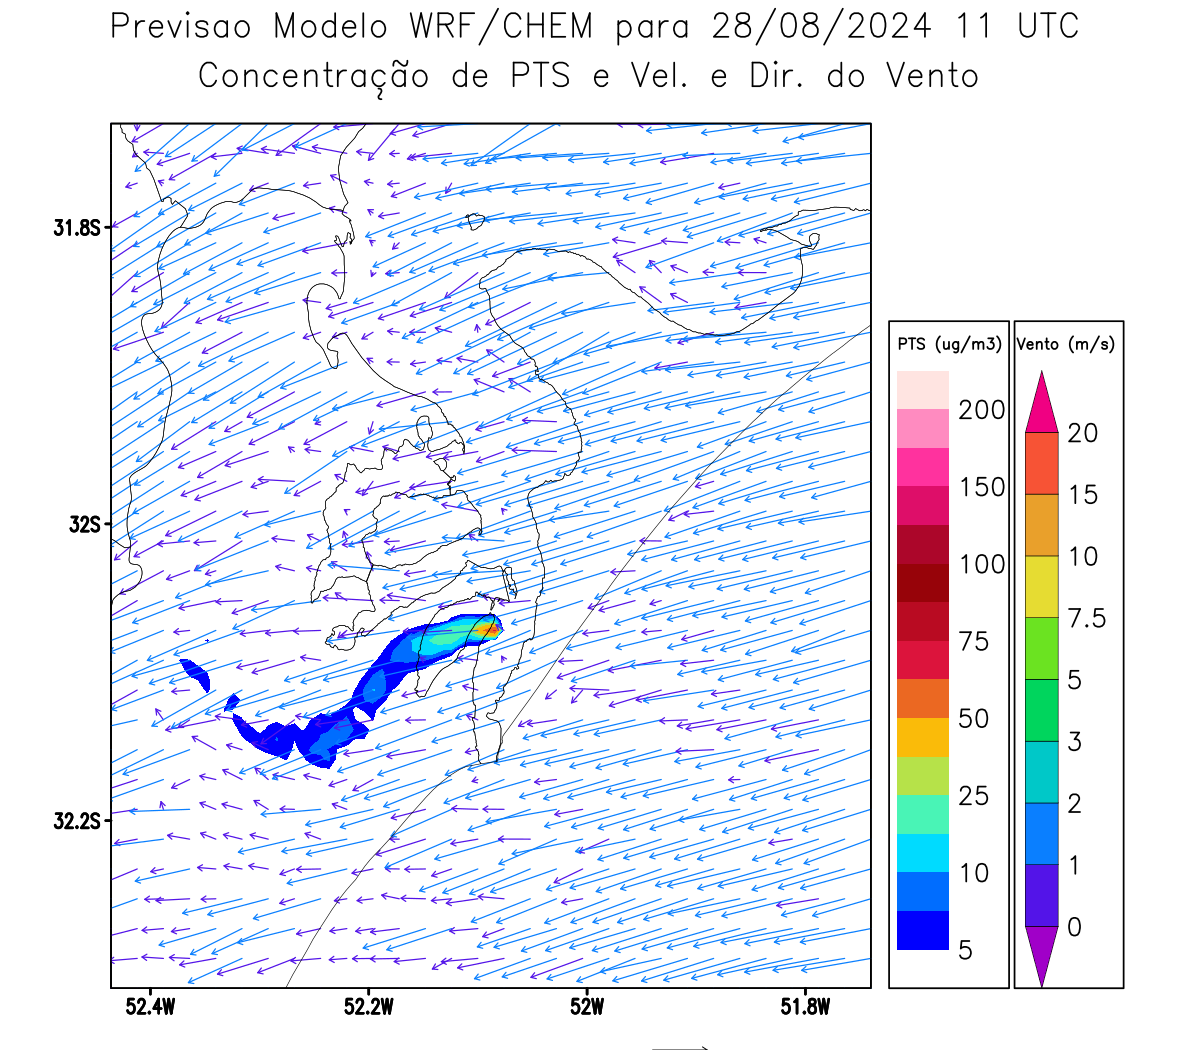 Previsao Modelo WRF/CHEM para 28/08/2024 11 UTC
Concentração de PTS e Vel. e Dir. do Vento
31.8S
32S
32.2S
52.4W
52.2W
52W
51.8W
PTS (ug/m3)
200
150
100
75
50
25
10
5
Vento (m/s)
20
15
10
7.5
5
3
2
1
0